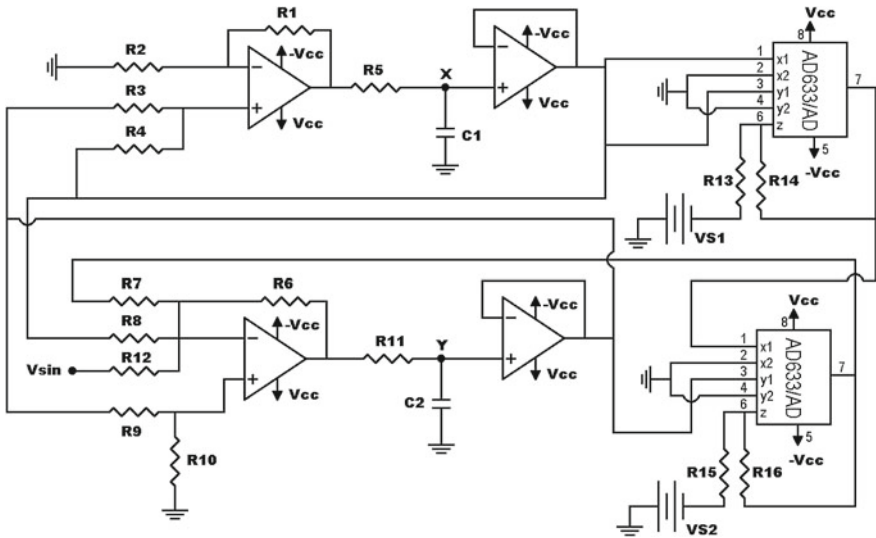 R1
R2
R3
R4
-Vcc
Vcc
R5
X
C1
-Vcc
Vcc
Vcc
8
1
2
3
4
6
x1
x2
y1
y2
z
AD633/AD
7
5
-Vcc
R13
R14
VS1
R7
R6
R8
R12
Vsin
-Vcc
Vcc
R9
R10
R11
Y
C2
-Vcc
Vcc
Vcc
8
1
2
3
4
6
x1
x2
y1
y2
z
AD633/AD
7
5
-Vcc
R15
R16
VS2